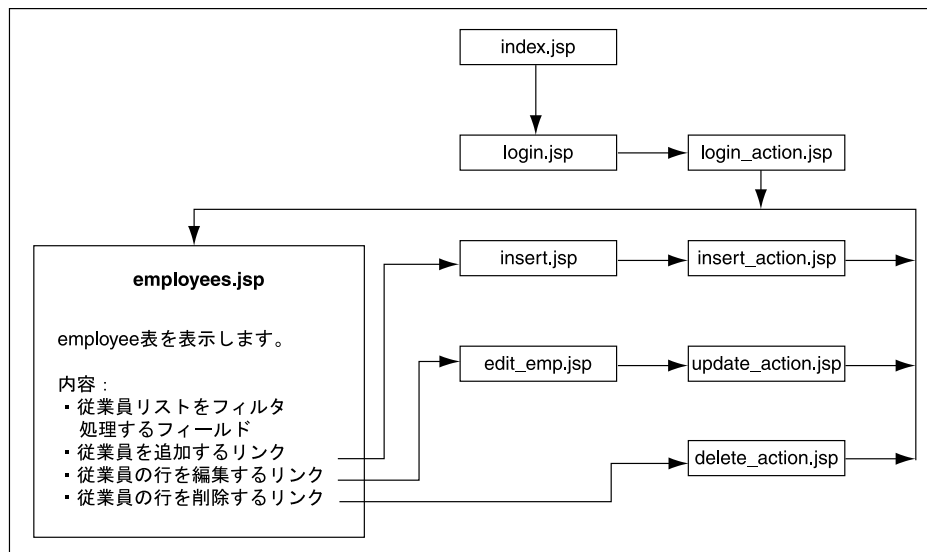 index.jsp
login.jsp
login_action.jsp
employees.jsp
employee表を表示します。
内容：
・従業員リストをフィルタ
処理するフィールド
・従業員を追加するリンク
・従業員の行を編集するリンク
・従業員の行を削除するリンク
insert.jsp
insert_action.jsp
edit_emp.jsp
update_action.jsp
delete_action.jsp